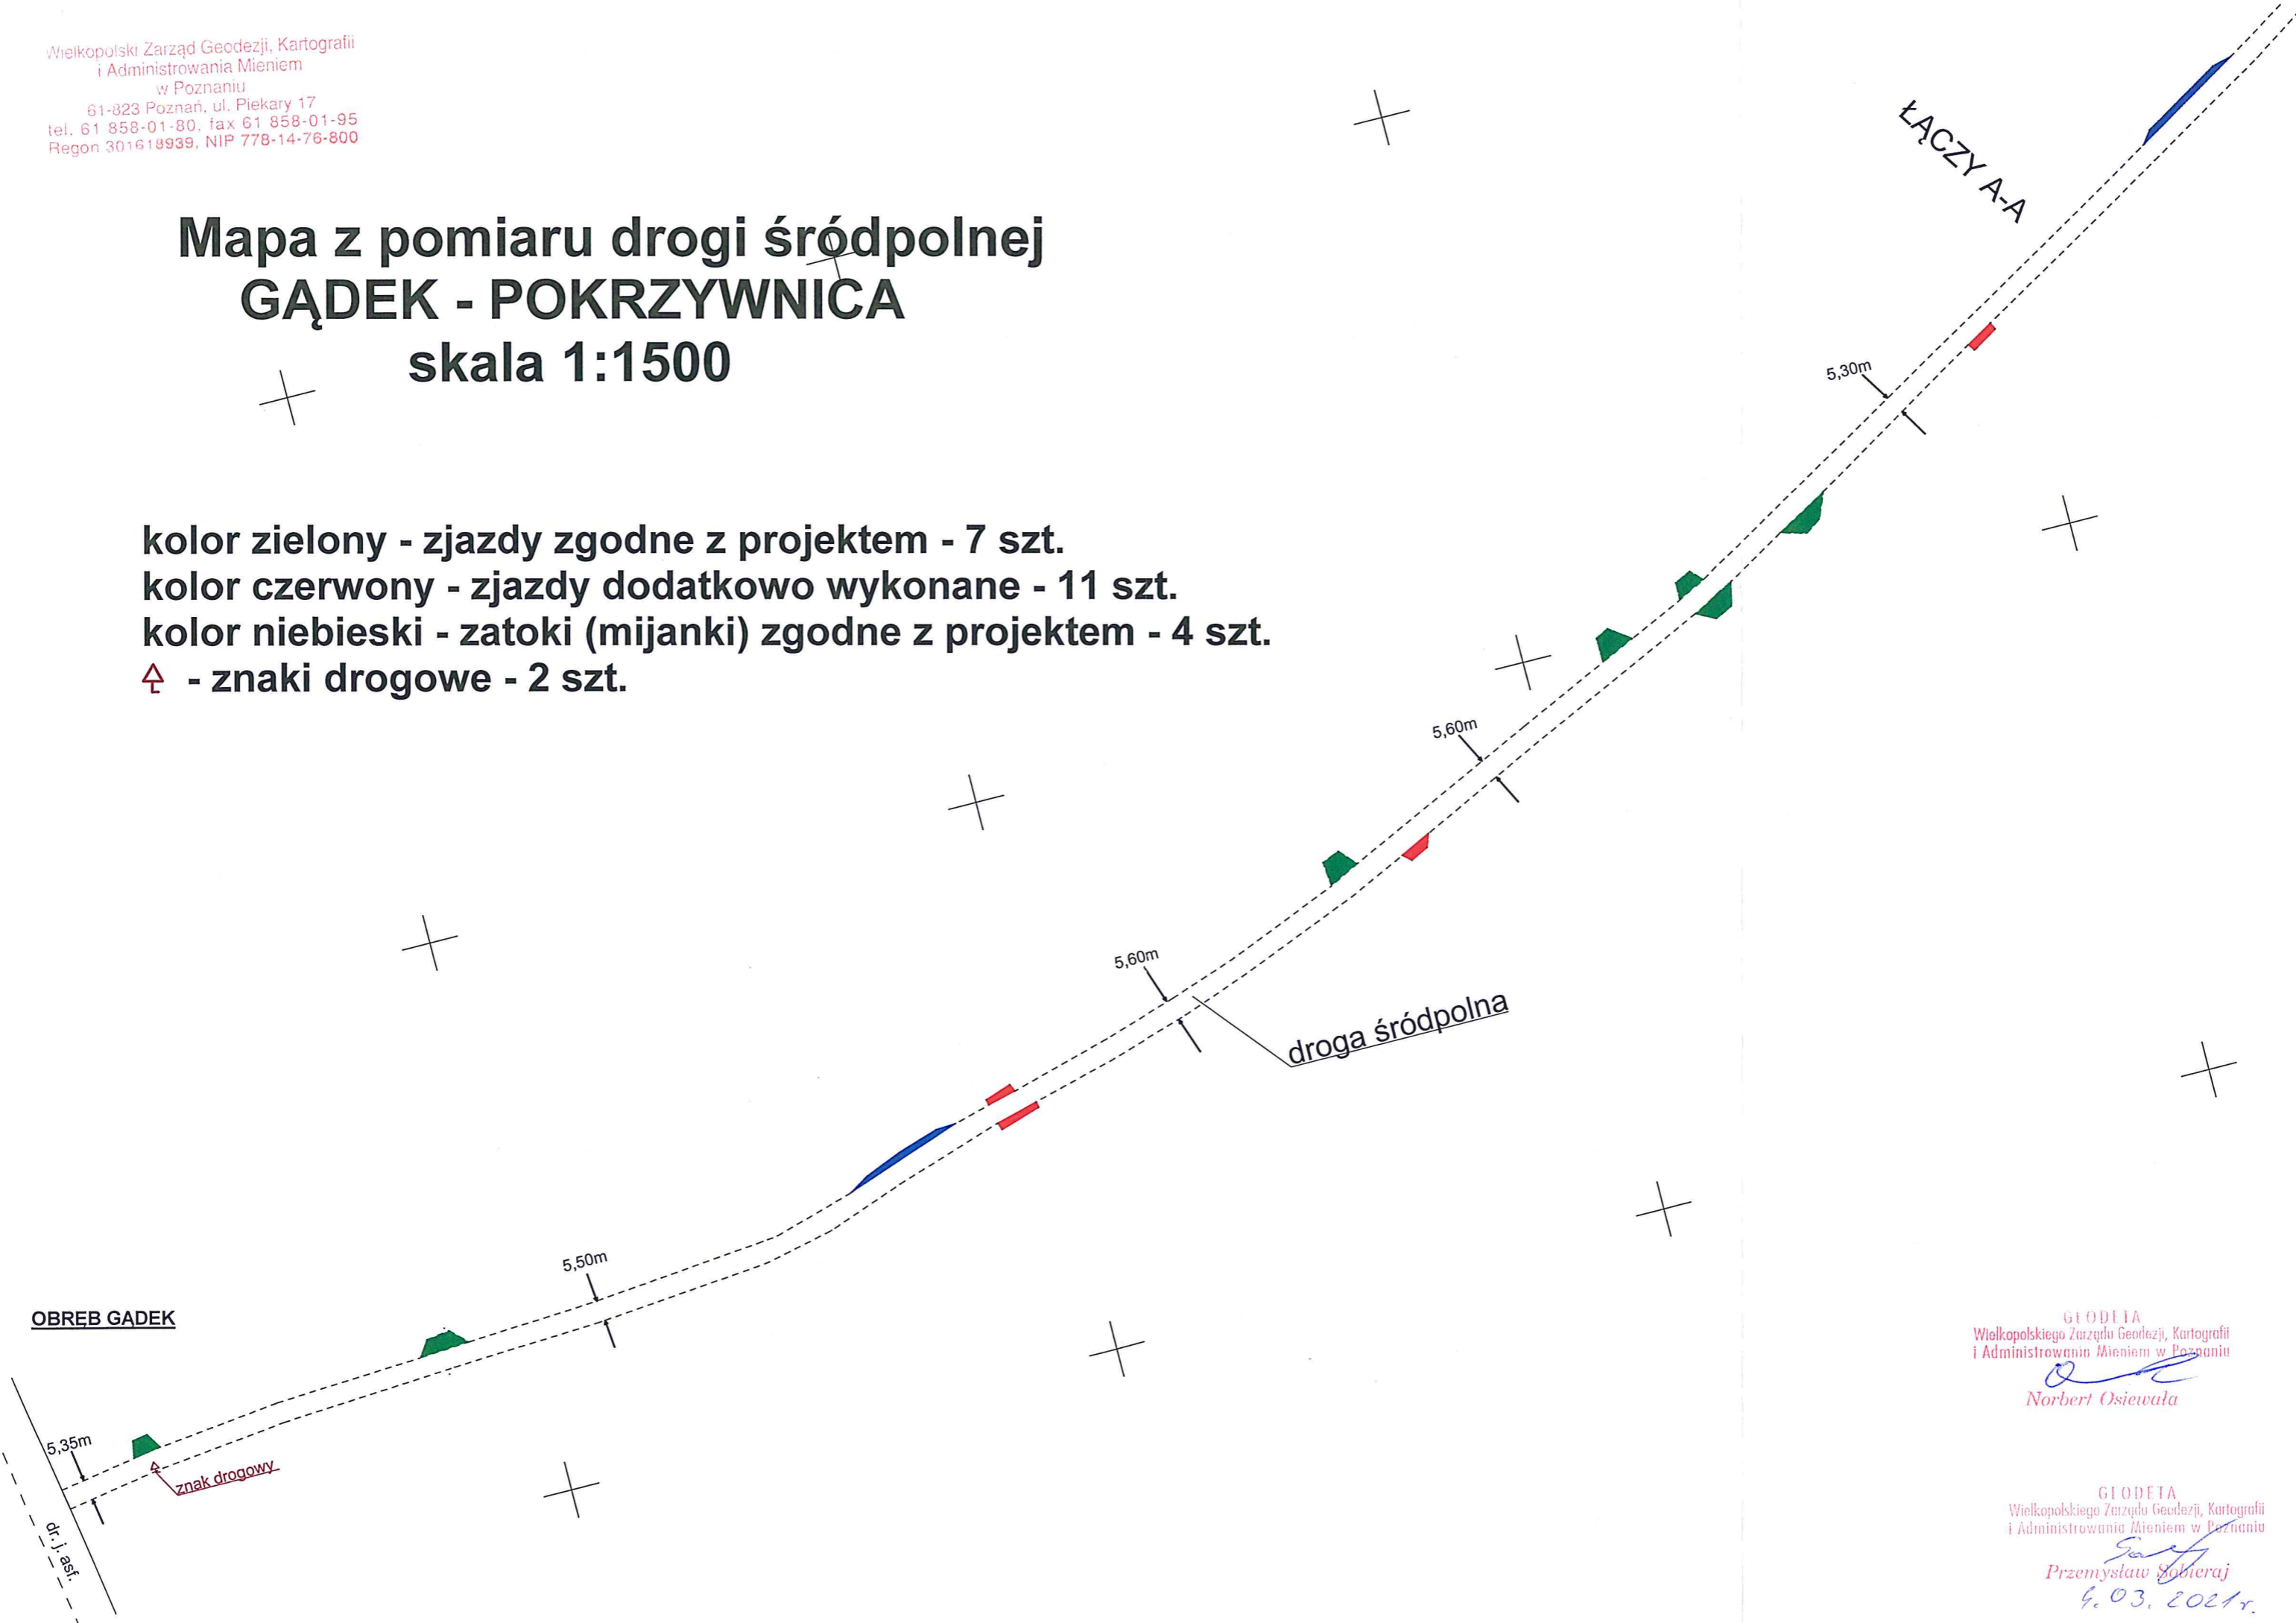 Wielkopolski Zarząd Geodezji, Kartografii
i Administrowania Mieniem
w Poznaniu
61-823 Poznań, ul. Piekary 17
tel. 61 858-01-80, fax 61 858-01-95
Regon 301618939, NIP 778-14-76-800
Mapa z pomiaru drogi śródpolnej
GĄDEK - POKRZYWNICA
skala 1:1500
kolor zielony - zjazdy zgodne z projektem - 7 szt.
kolor czerwony - zjazdy dodatkowo wykonane - 11 szt.
kolor niebieski - zatoki (mijanki) zgodne z projektem - 4 szt.
- znaki drogowe - 2 szt.
ŁĄCZY A-A
5,30m
5,60m
5,60m
droga śródpolna
5,50m
OBRĘB GĄDEK
5,35m
znak drogowy
dr. j. asf.
GEODETA
Wielkopolskiego Zarządu Geodezji, Kartografii
i Administrowania Mieniem w Poznaniu
Norbert Osiewała
GEODETA
Wielkopolskiego Zarządu Geodezji, Kartografii
i Administrowania Mieniem w Poznaniu
Przemysław Sobieraj
4.03.2021r.